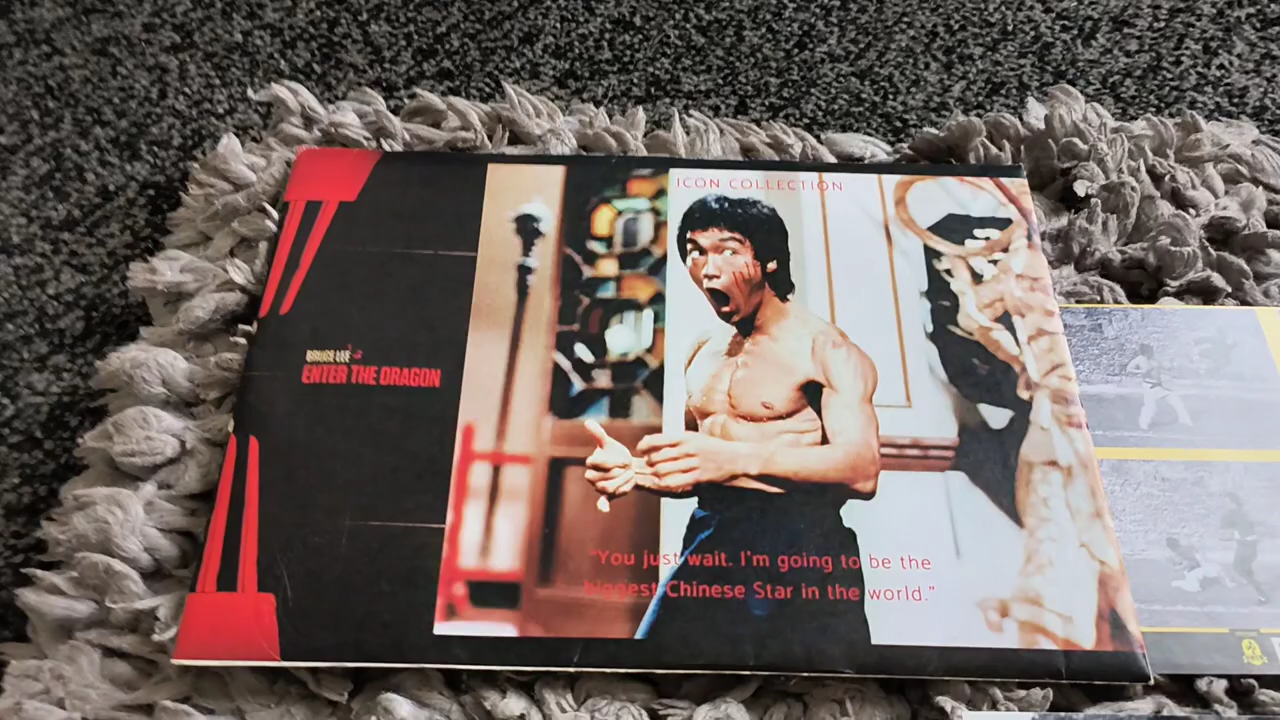 ICON COLLECTION
BRUCE LEE
ENTER THE DRAGON
"You just wait. I'm going to be the
biggest Chinese Star in the world."